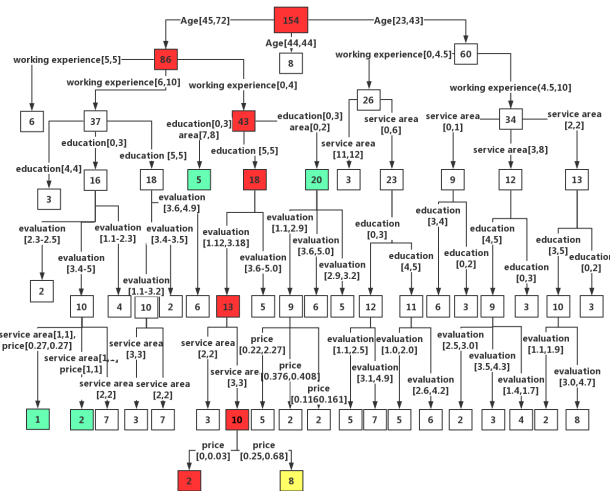 Age[45,72]
154
Age[23,43]
Age[44,44]
working experience[5,5]
86
8
working experience[0,4.5]
60
working experience[6,10]
working experience[0,4]
working experience[4.5,10]
6
37
education[0,3]
area[7,8]
43
education[0,3]
area[0,2]
26
service area
[0,6]
service area
[0,1]
34
service area
[2,2]
education[0,3]
education [5,5]
education [5,5]
service area
[11,12]
service area[3,8]
education[4,4]
3
16
18
5
18
20
3
23
9
12
13
evaluation
[2.3-2.5]
evaluation
[3.4-5]
evaluation
[1.1-2.3]
evaluation
[3.6,4.9]
evaluation
[3.4-3.5]
evaluation
[1.1-3.2]
evaluation
[1.12,3.18]
evaluation
[3.6-5.0]
evaluation
[1.1,2.9]
evaluation
[3.6,5.0]
evaluation
[2.9,3.2]
education
[0,3]
education
[4,5]
education
[3,4]
education
[0,2]
education
[4,5]
education
[0,3]
education
[3,5]
education
[0,2]
2
10
4
10
2
6
13
5
9
6
5
12
11
6
3
9
3
10
3
service area[1,1],
price[0.27,0.27]
price[1,1]
service area
[2,2]
service area
[3,3]
service area
[2,2]
service area
[2,2]
service are
[3,3]
price
[0.22,2.27]
price
[0.376,0.408]
price
[0.1160.161]
evaluation
[1.1,2.5]
evaluation
[3.1,4.9]
evaluation
[1.0,2.0]
evaluation
[2.6,4.2]
evaluation
[2.5,3.0]
evaluation
[3.5,4.3]
evaluation
[1.4,1.7]
evaluation
[1.1,1.9]
evaluation
[3.0,4.7]
1
2
7
3
7
3
10
5
2
2
5
7
5
6
2
3
4
2
8
price
[0,0.03]
price
[0.25,0.68]
2
8